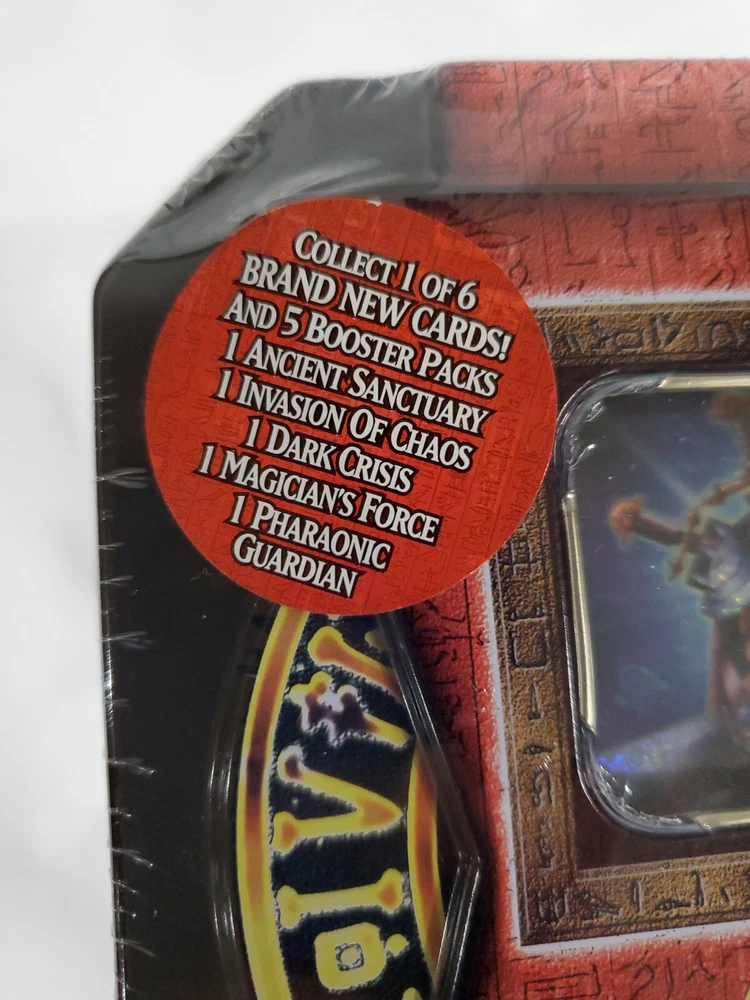 COLLECT 1 OF 6
BRAND NEW CARDS!
AND 5 BOOSTER PACKS
1 ANCIENT SANCTUARY
1 INVASION OF CHAOS
1 DARK CRISIS
1 MAGICIAN'S FORCE
1 PHARAONIC
GUARDIAN